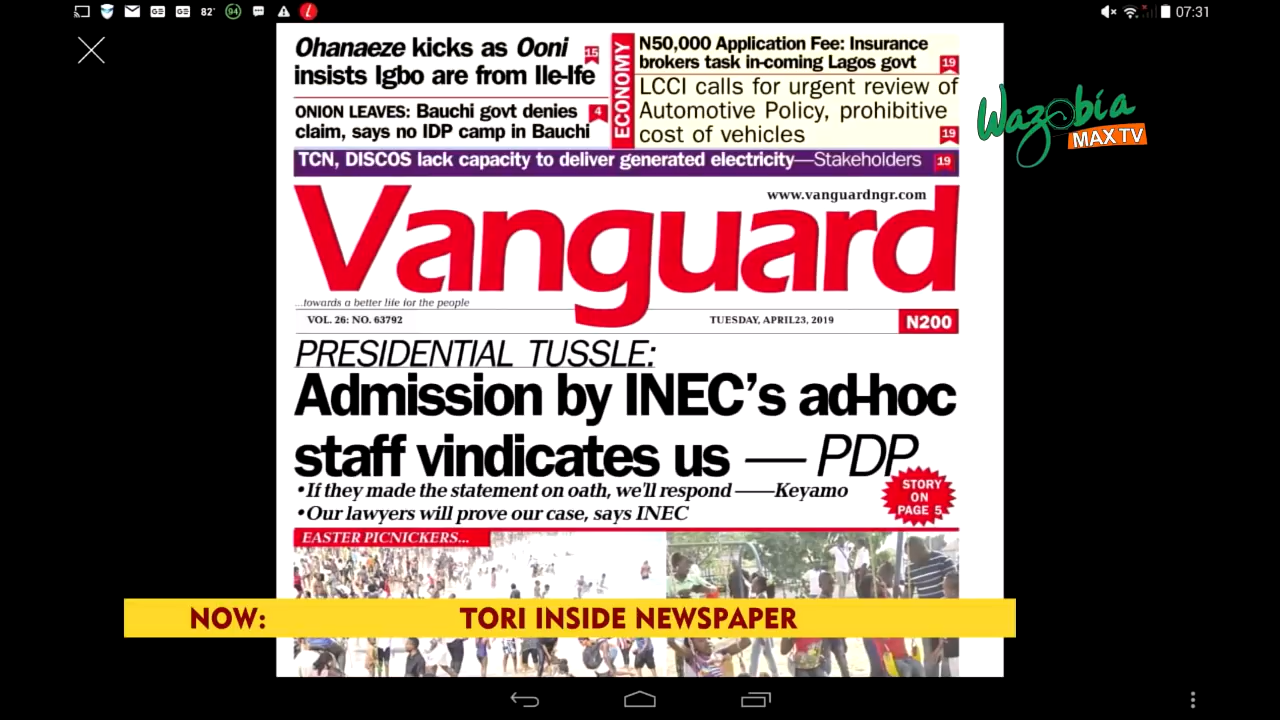 82°
94
07:31
Ohanaeze kicks as Ooni
insists Igbo are from Ile-Ife
15
ONION LEAVES: Bauchi govt denies
claim, says no IDP camp in Bauchi
4
ECONOMY
N50,000 Application Fee: Insurance
brokers task in-coming Lagos govt
19
LCCI calls for urgent review of
Automotive Policy, prohibitive
cost of vehicles
19
Wazobia
MAX TV
TCN, DISCOS lack capacity to deliver generated electricity—Stakeholders 19
www.vanguardngr.com
Vanguard
...towards a better life for the people
VOL. 26: NO. 63792
TUESDAY, APRIL23, 2019
N200
PRESIDENTIAL TUSSLE:
Admission by INEC's ad-hoc
staff vindicates us — PDP
•If they made the statement on oath, we'll respond ——Keyamo
•Our lawyers will prove our case, says INEC
STORY
ON
PAGE 5
EASTER PICNICKERS...
NOW: TORI INSIDE NEWSPAPER